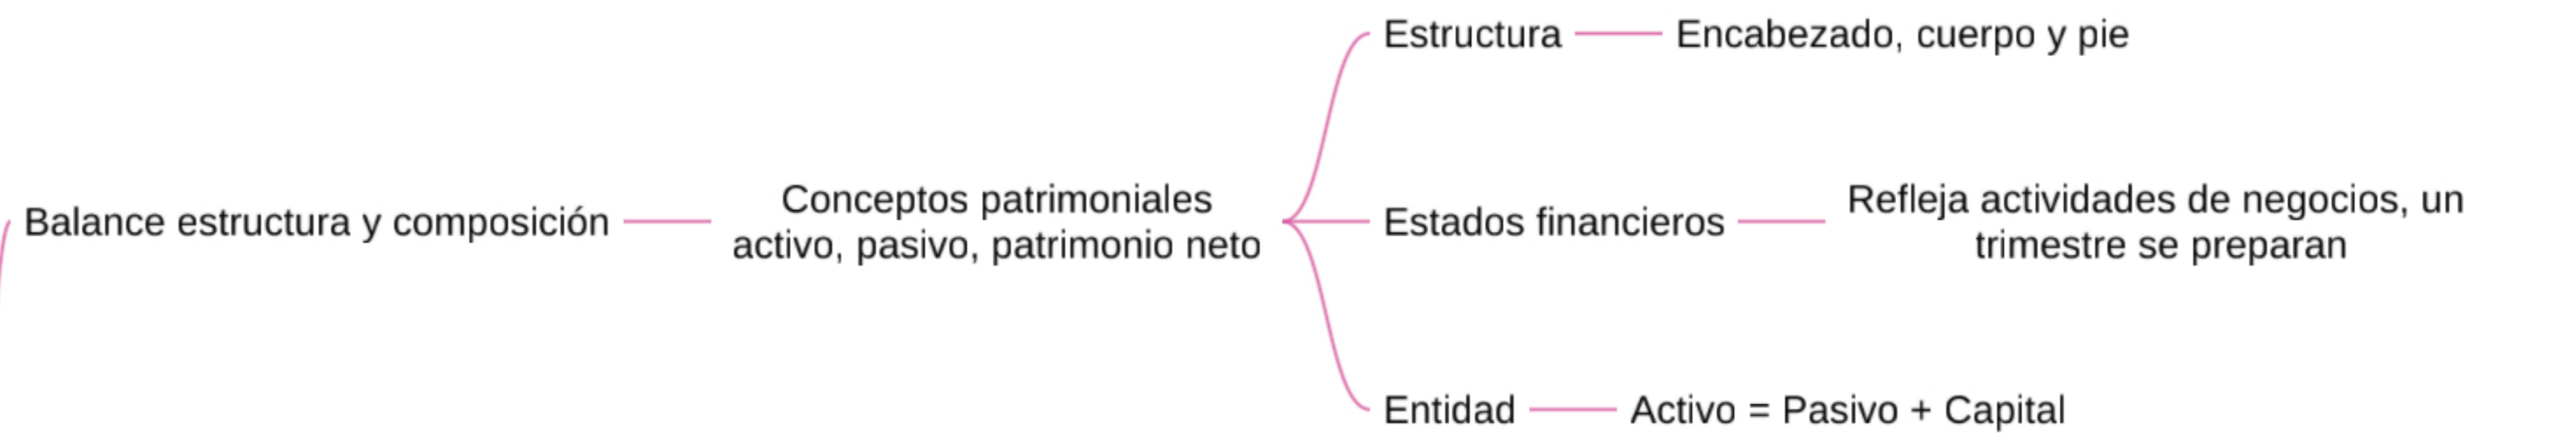 Estructura
Encabezado, cuerpo y pie
Balance estructura y composición
Conceptos patrimoniales
activo, pasivo, patrimonio neto
Estados financieros
Refleja actividades de negocios, un
trimestre se preparan
Entidad
Activo = Pasivo + Capital